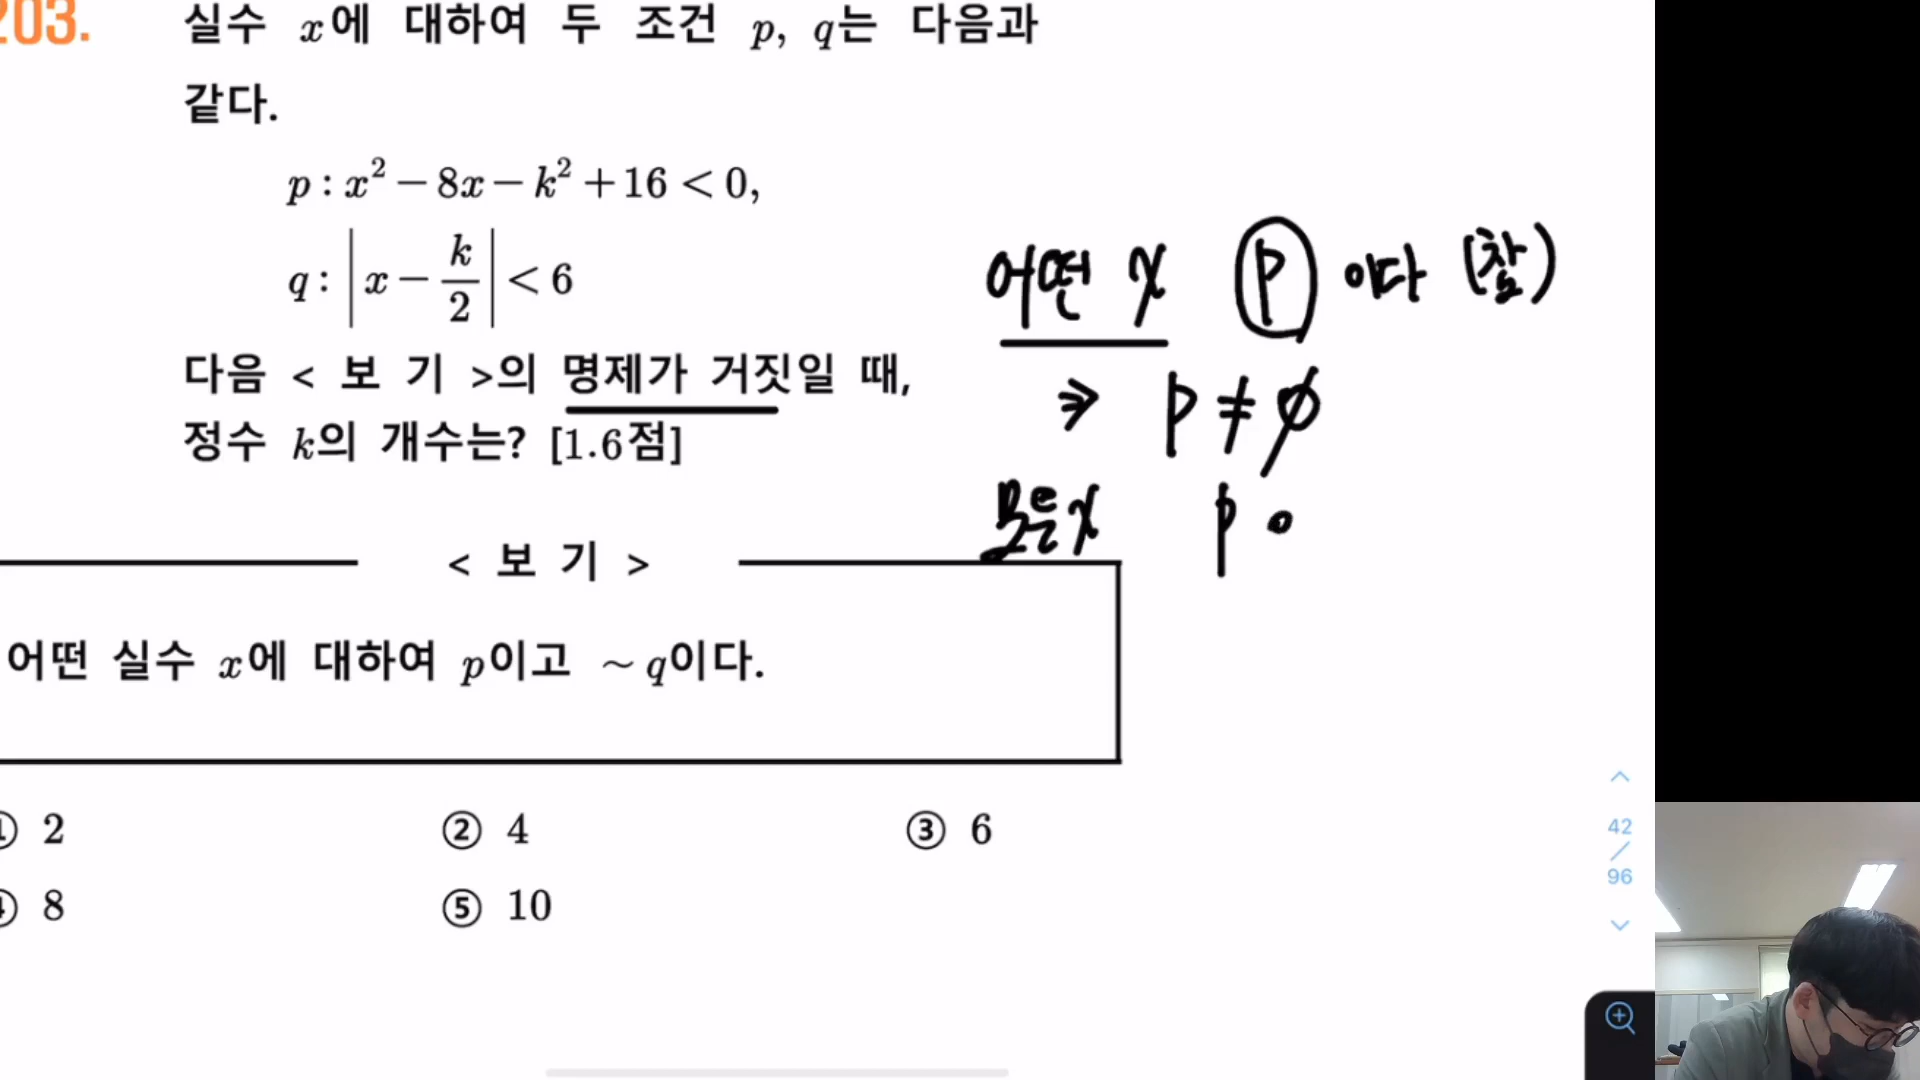 203.
실수 x에 대하여 두 조건 p, q는 다음과
같다.
p : x² − 8x − k² + 16 < 0,
q : |x − k/2| < 6
다음 < 보 기 >의 명제가 거짓일 때,
정수 k의 개수는? [1.6점]
어떤 x p 이다 (참)
⇒ p ≠ ∅
모든 x p
< 보 기 >
어떤 실수 x에 대하여 p이고 ~q이다.
① 2 ② 4 ③ 6
④ 8 ⑤ 10
42
/
96